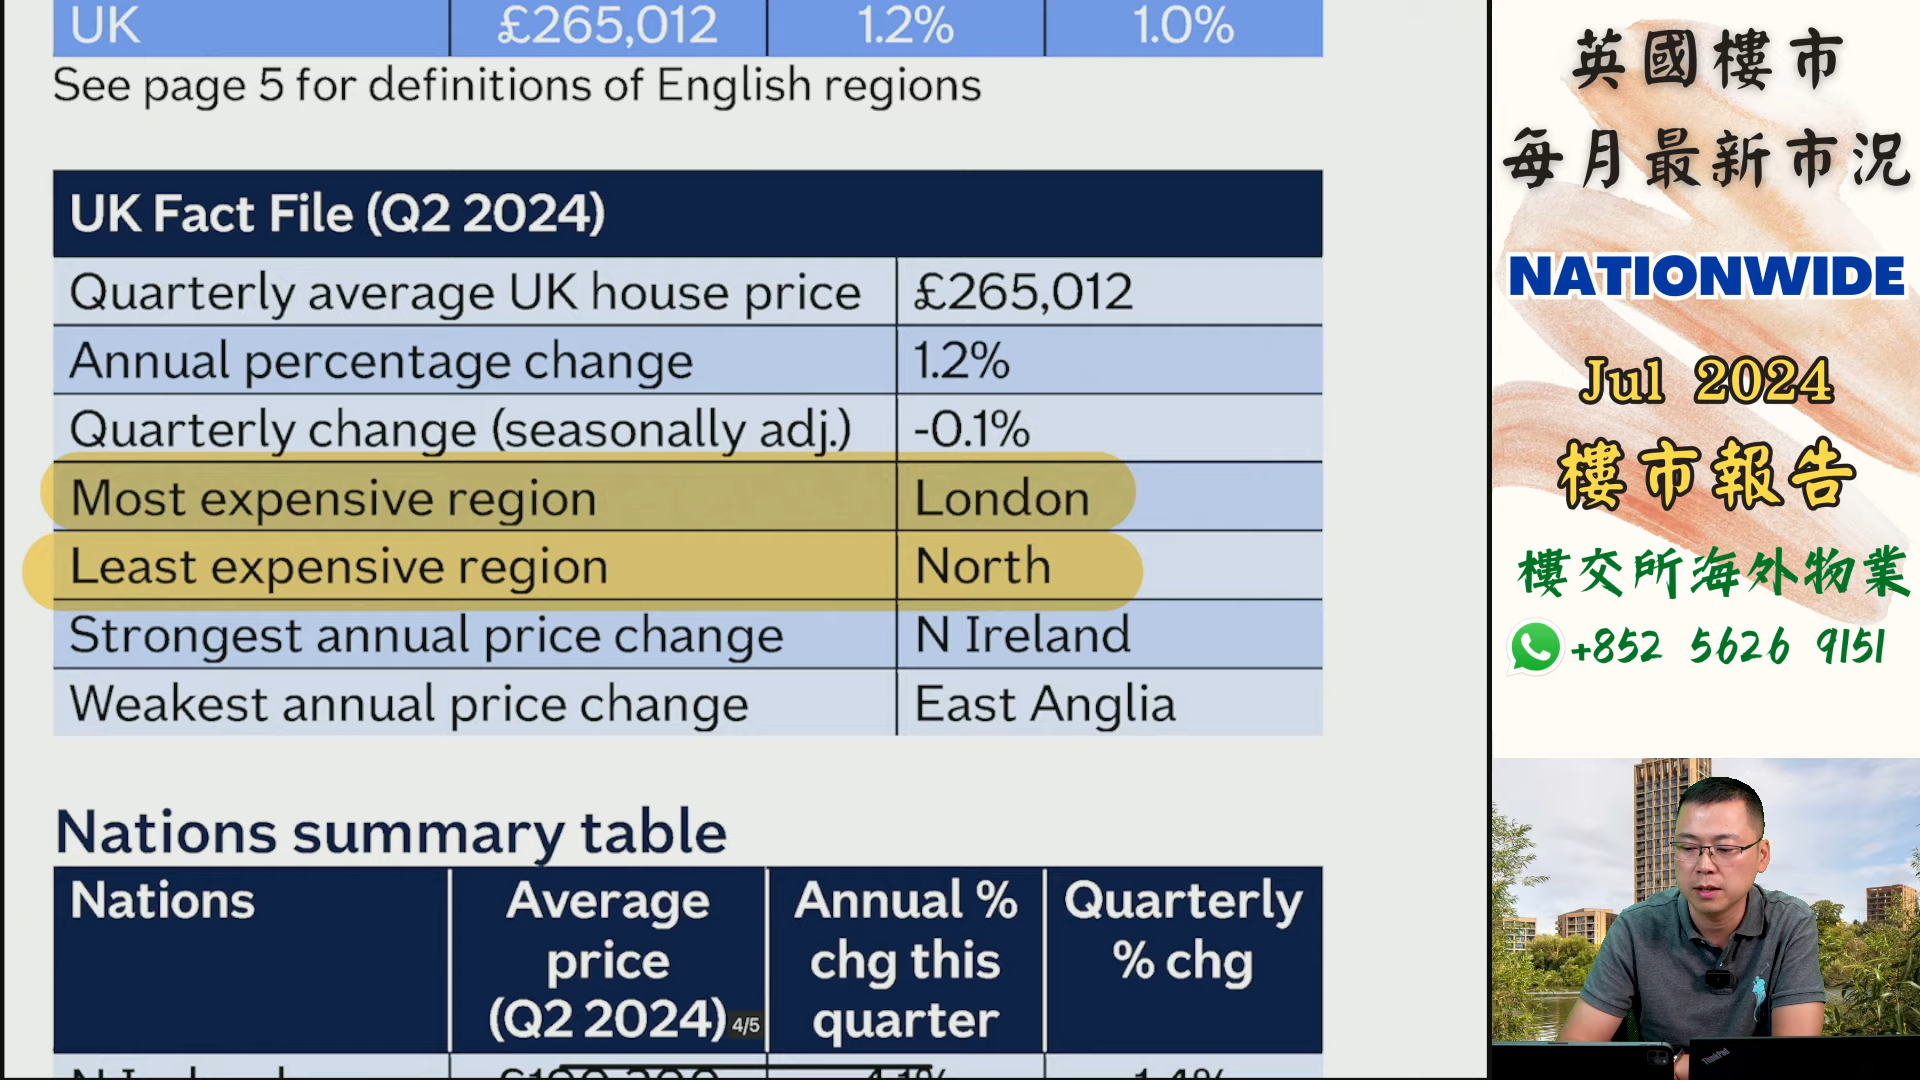 UK £265,012 1.2% 1.0%
See page 5 for definitions of English regions
UK Fact File (Q2 2024)
Quarterly average UK house price £265,012
Annual percentage change 1.2%
Quarterly change (seasonally adj.) -0.1%
Most expensive region London
Least expensive region North
Strongest annual price change N Ireland
Weakest annual price change East Anglia
Nations summary table
Nations Average Annual % Quarterly
price chg this % chg
(Q2 2024) quarter
4/5
英國樓市
每月最新市況
NATIONWIDE
Jul 2024
樓市報告
樓交所海外物業
+852 5626 9151
ThinkPad